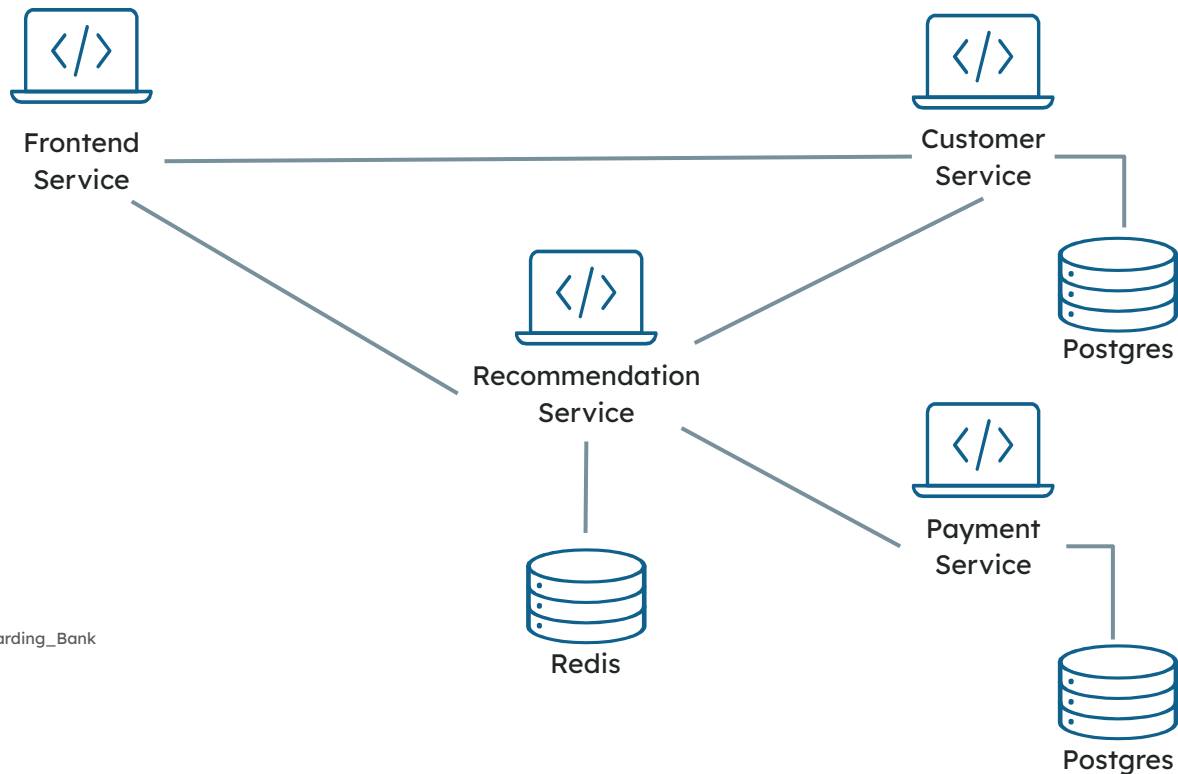 Frontend
Service
Customer
Service
Postgres
Recommendation
Service
Payment
Service
arding_Bank
Redis
Postgres